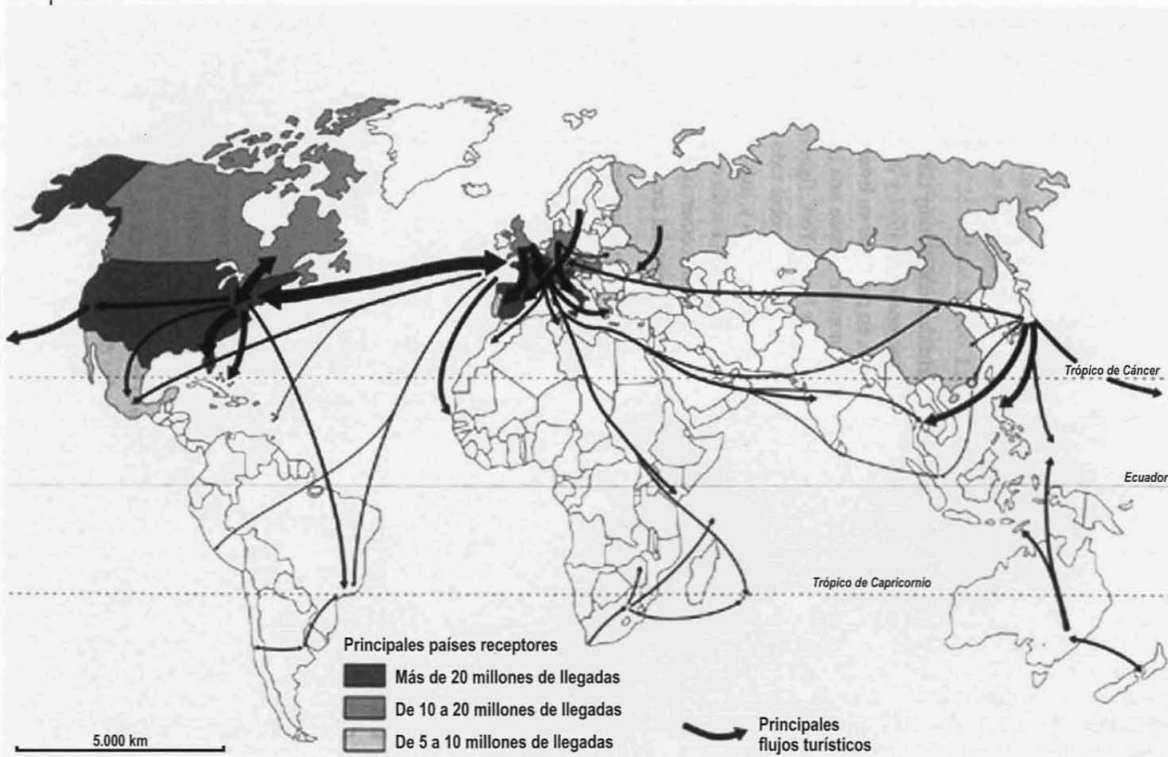 Trópico de Cáncer
Ecuador
Trópico de Capricornio
Principales países receptores
Más de 20 millones de llegadas
De 10 a 20 millones de llegadas
De 5 a 10 millones de llegadas
Principales
flujos turísticos
5.000 km